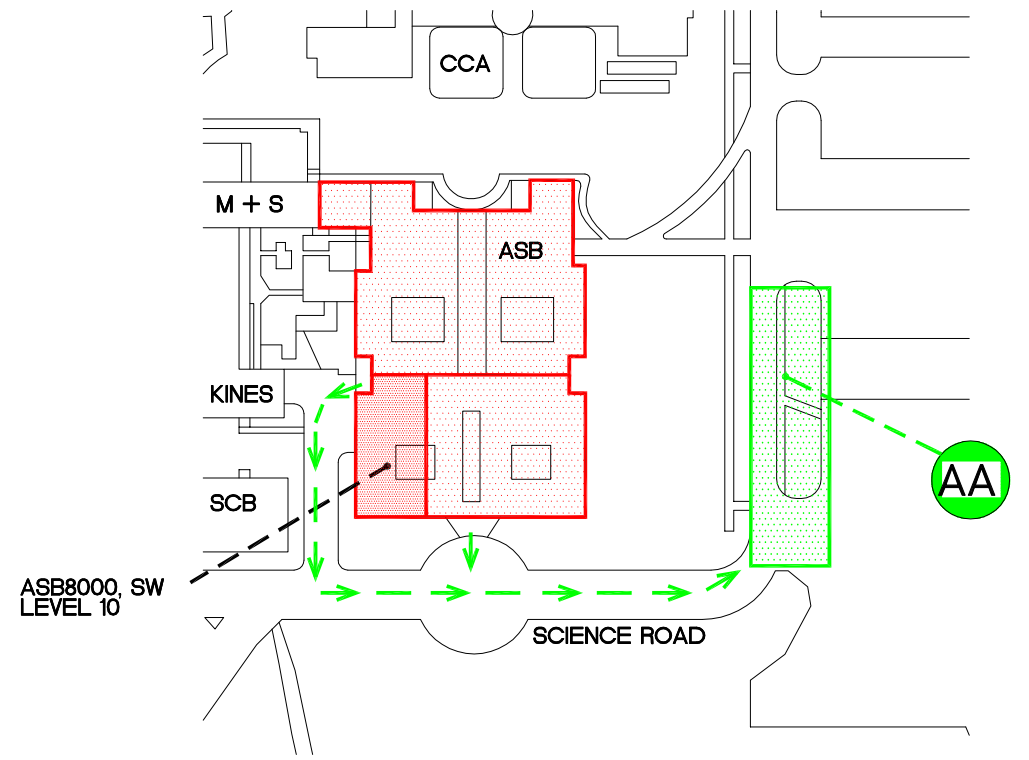 CCA
M + S
ASB
KINES
AA
SCB
ASB8000, SW
LEVEL 10
SCIENCE ROAD